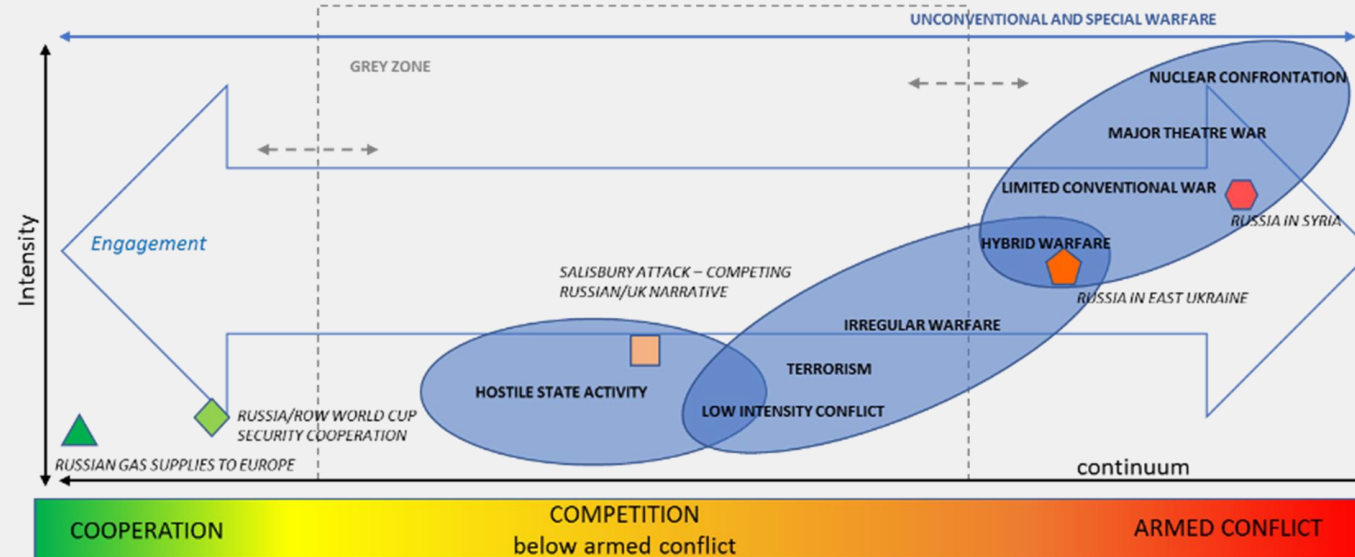 UNCONVENTIONAL AND SPECIAL WARFARE
GREY ZONE
NUCLEAR CONFRONTATION
MAJOR THEATRE WAR
LIMITED CONVENTIONAL WAR
RUSSIA IN SYRIA
Intensity
Engagement
HYBRID WARFARE
SALISBURY ATTACK – COMPETING
RUSSIAN/UK NARRATIVE
RUSSIA IN EAST UKRAINE
IRREGULAR WARFARE
TERRORISM
HOSTILE STATE ACTIVITY
LOW INTENSITY CONFLICT
RUSSIA/ROW WORLD CUP
SECURITY COOPERATION
RUSSIAN GAS SUPPLIES TO EUROPE
continuum
COOPERATION
COMPETITION
below armed conflict
ARMED CONFLICT